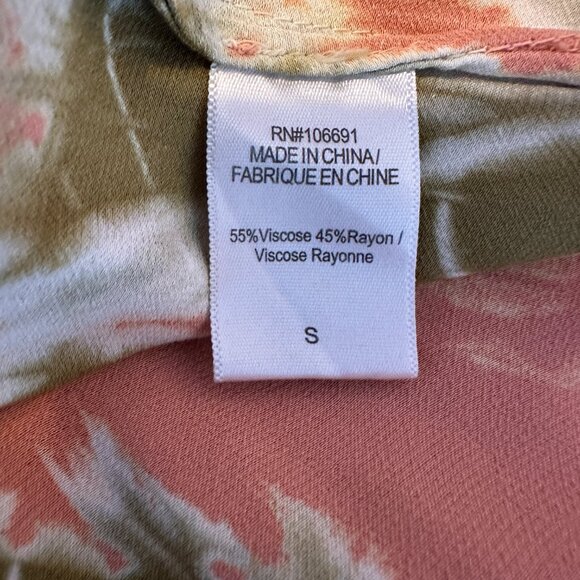 RN#106691
MADE IN CHINA/
FABRIQUE EN CHINE
55%Viscose 45%Rayon /
Viscose Rayonne
S